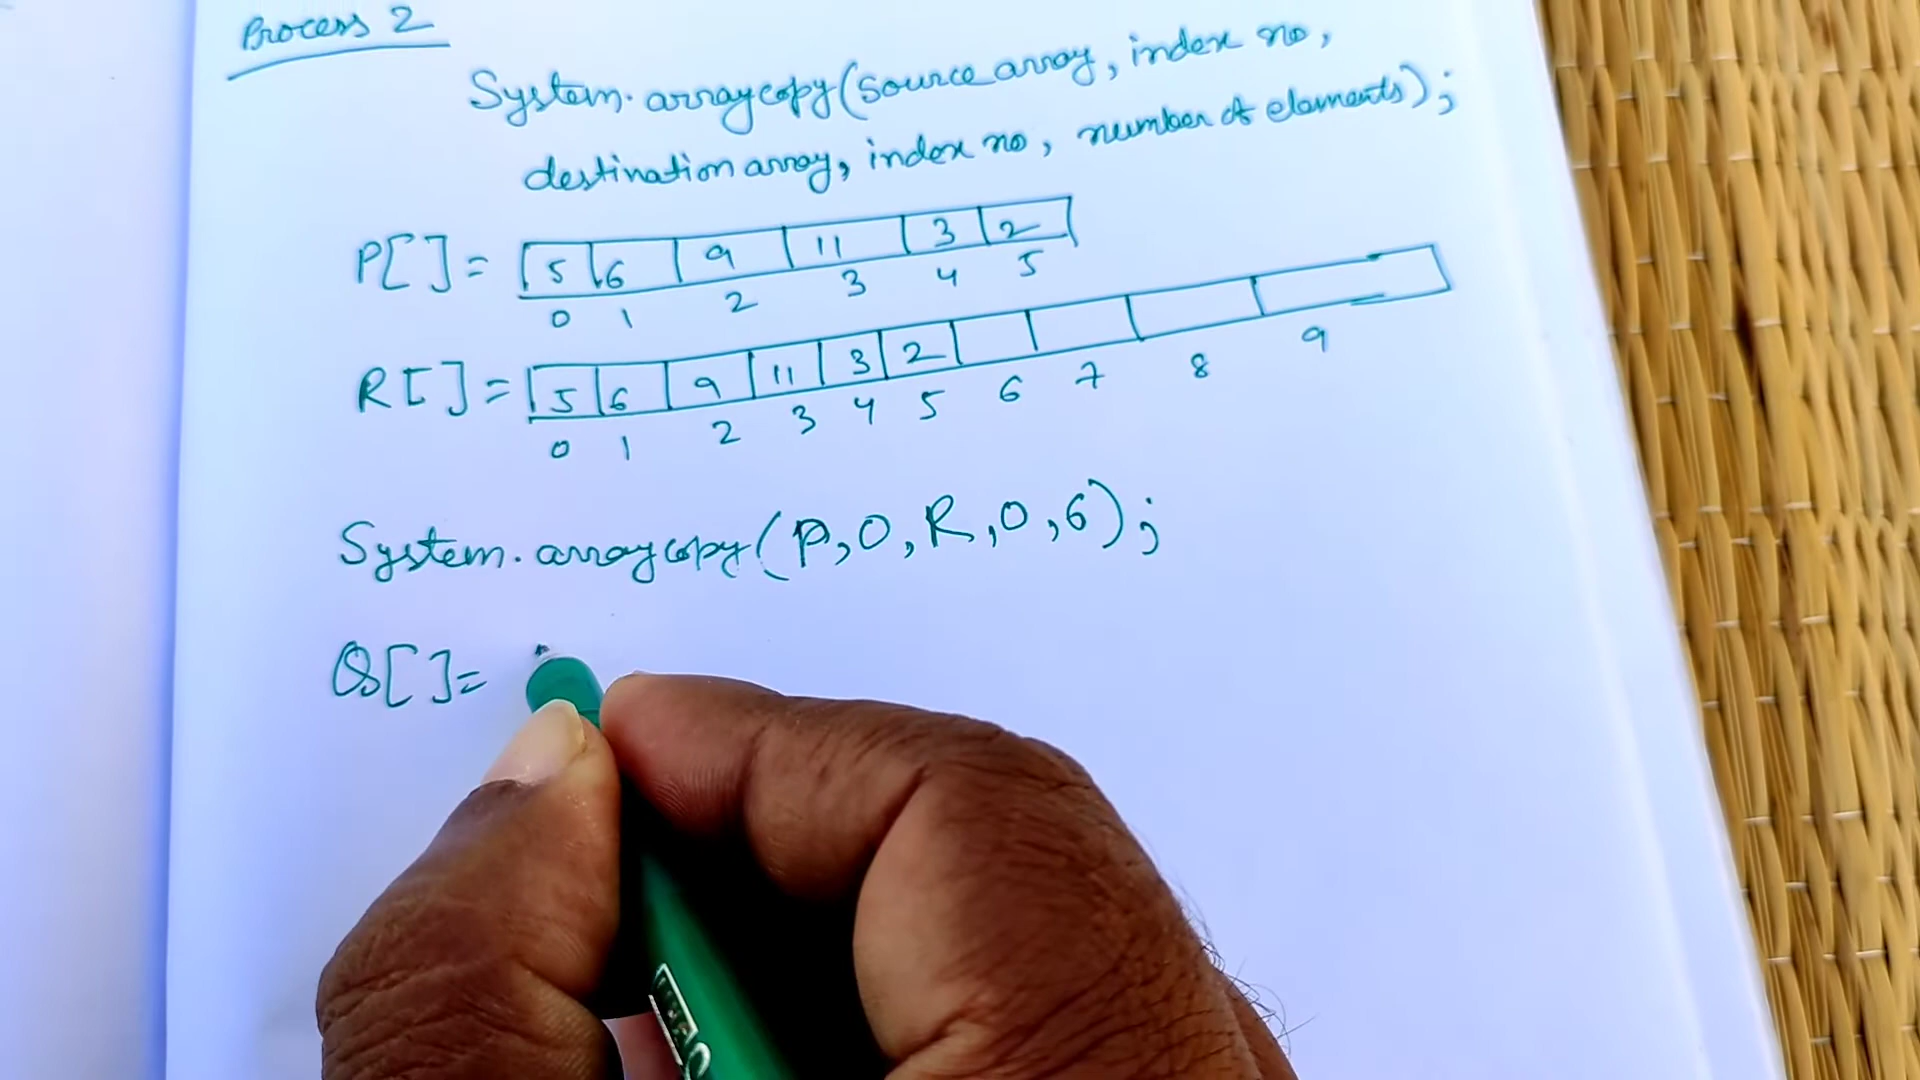 Process 2
System.arraycopy(source array, index no,
destination array, index no, number of elements);
P[ ]= 5 6 9 11 3 2
0 1 2 3 4 5
R[ ]= 5 6 9 11 3 2
0 1 2 3 4 5 6 7 8 9
System.arraycopy(P,0,R,0,6);
Q[ ]=